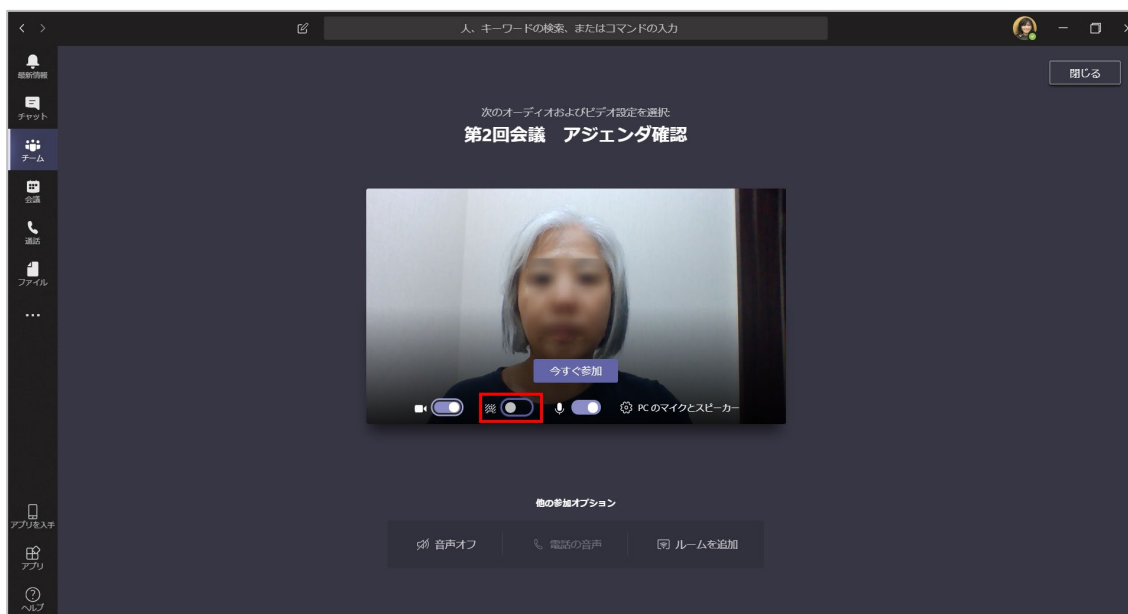 人、キーワードの検索、またはコマンドの入力
最新情報
チャット
チーム
会議
通話
ファイル
アプリを入手
アプリ
ヘルプ
閉じる
次のオーディオおよびビデオ設定を選択:
第2回会議　アジェンダ確認
今すぐ参加
PC のマイクとスピーカー
他の参加オプション
音声オフ
電話の音声
ルームを追加